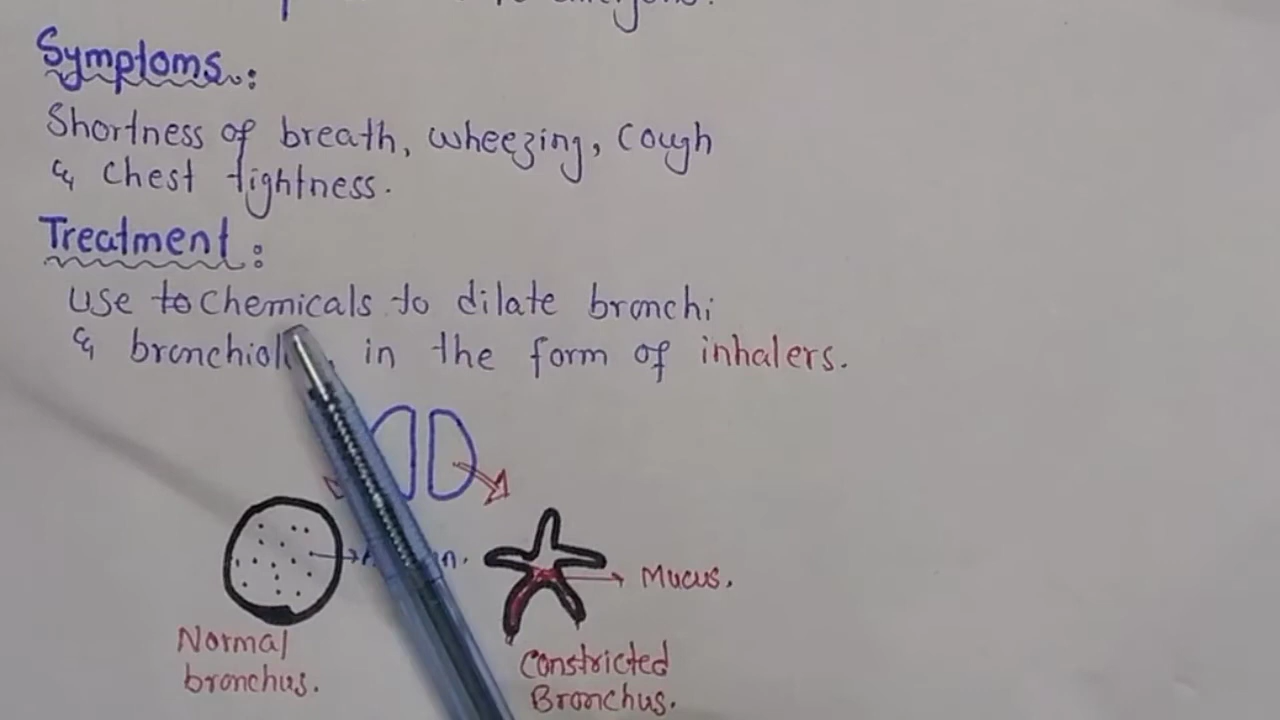 Symptoms:
Shortness of breath, wheezing, cough
& chest tightness.
Treatment:
Use to chemicals to dilate bronchi
& in the form of inhalers.
Mucus.
Normal
bronchus.
Constricted
Bronchus.